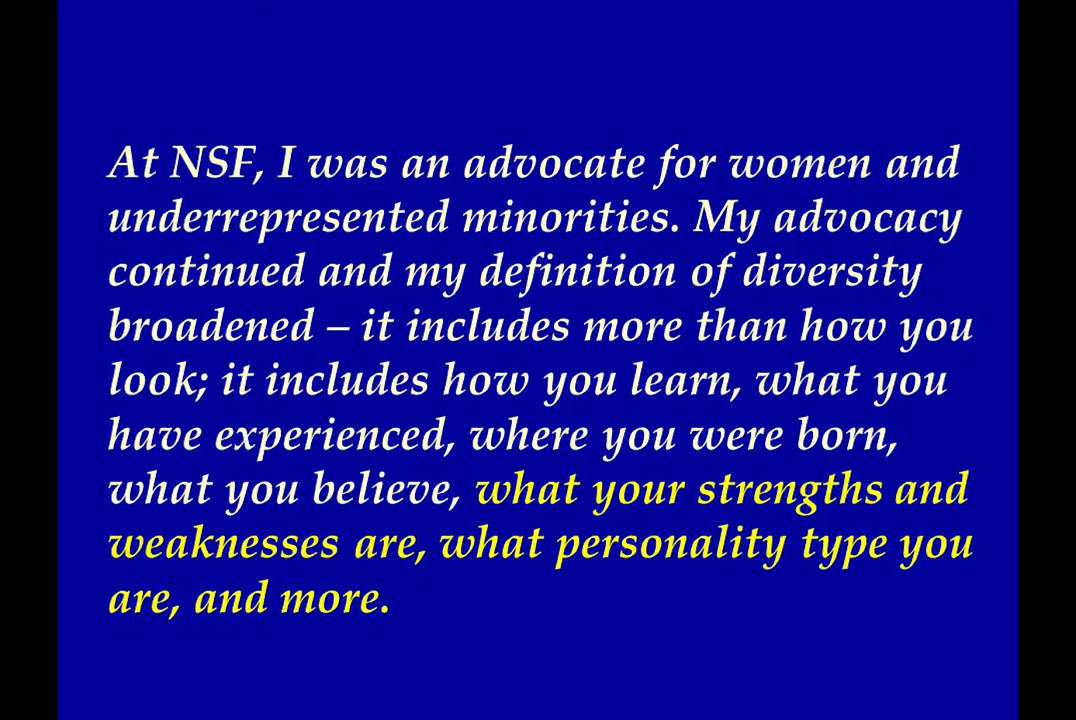 At NSF, I was an advocate for women and
underrepresented minorities. My advocacy
continued and my definition of diversity
broadened – it includes more than how you
look; it includes how you learn, what you
have experienced, where you were born,
what you believe, what your strengths and
weaknesses are, what personality type you
are, and more.